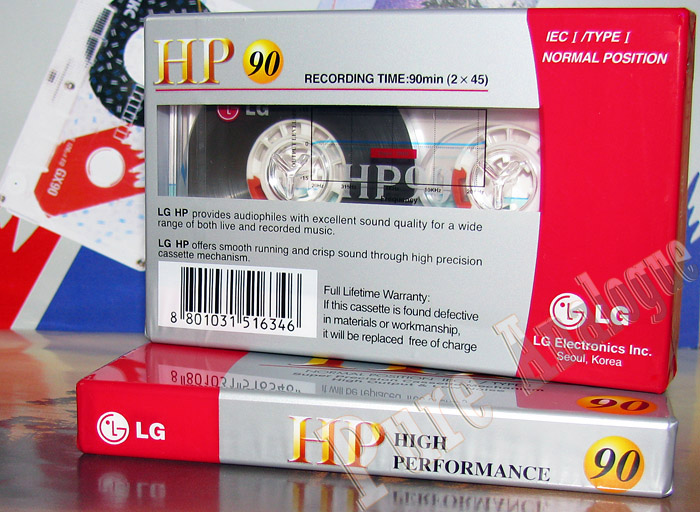 HP 90
RECORDING TIME:90min (2 × 45)
IEC I /TYPE I
NORMAL POSITION
LG
HP90
LG HP provides audiophiles with excellent sound quality for a wide
range of both live and recorded music.
LG HP offers smooth running and crisp sound through high precision
cassette mechanism.
8 801031 516346
Full Lifetime Warranty:
If this cassette is found defective
in materials or workmanship,
it will be replaced free of charge
LG
LG Electronics Inc.
Seoul, Korea
GX90
Pure Analogue
90
LG
HP HIGH
PERFORMANCE
90
Pure